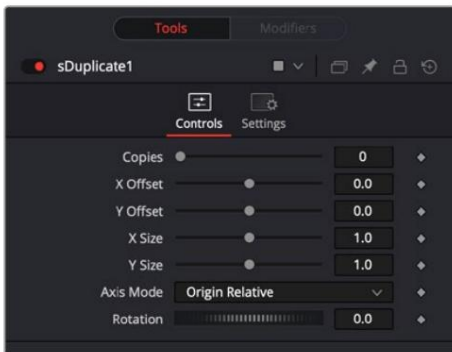 Tools Modifiers
sDuplicate1
Controls Settings
Copies 0
X Offset 0.0
Y Offset 0.0
X Size 1.0
Y Size 1.0
Axis Mode Origin Relative
Rotation 0.0